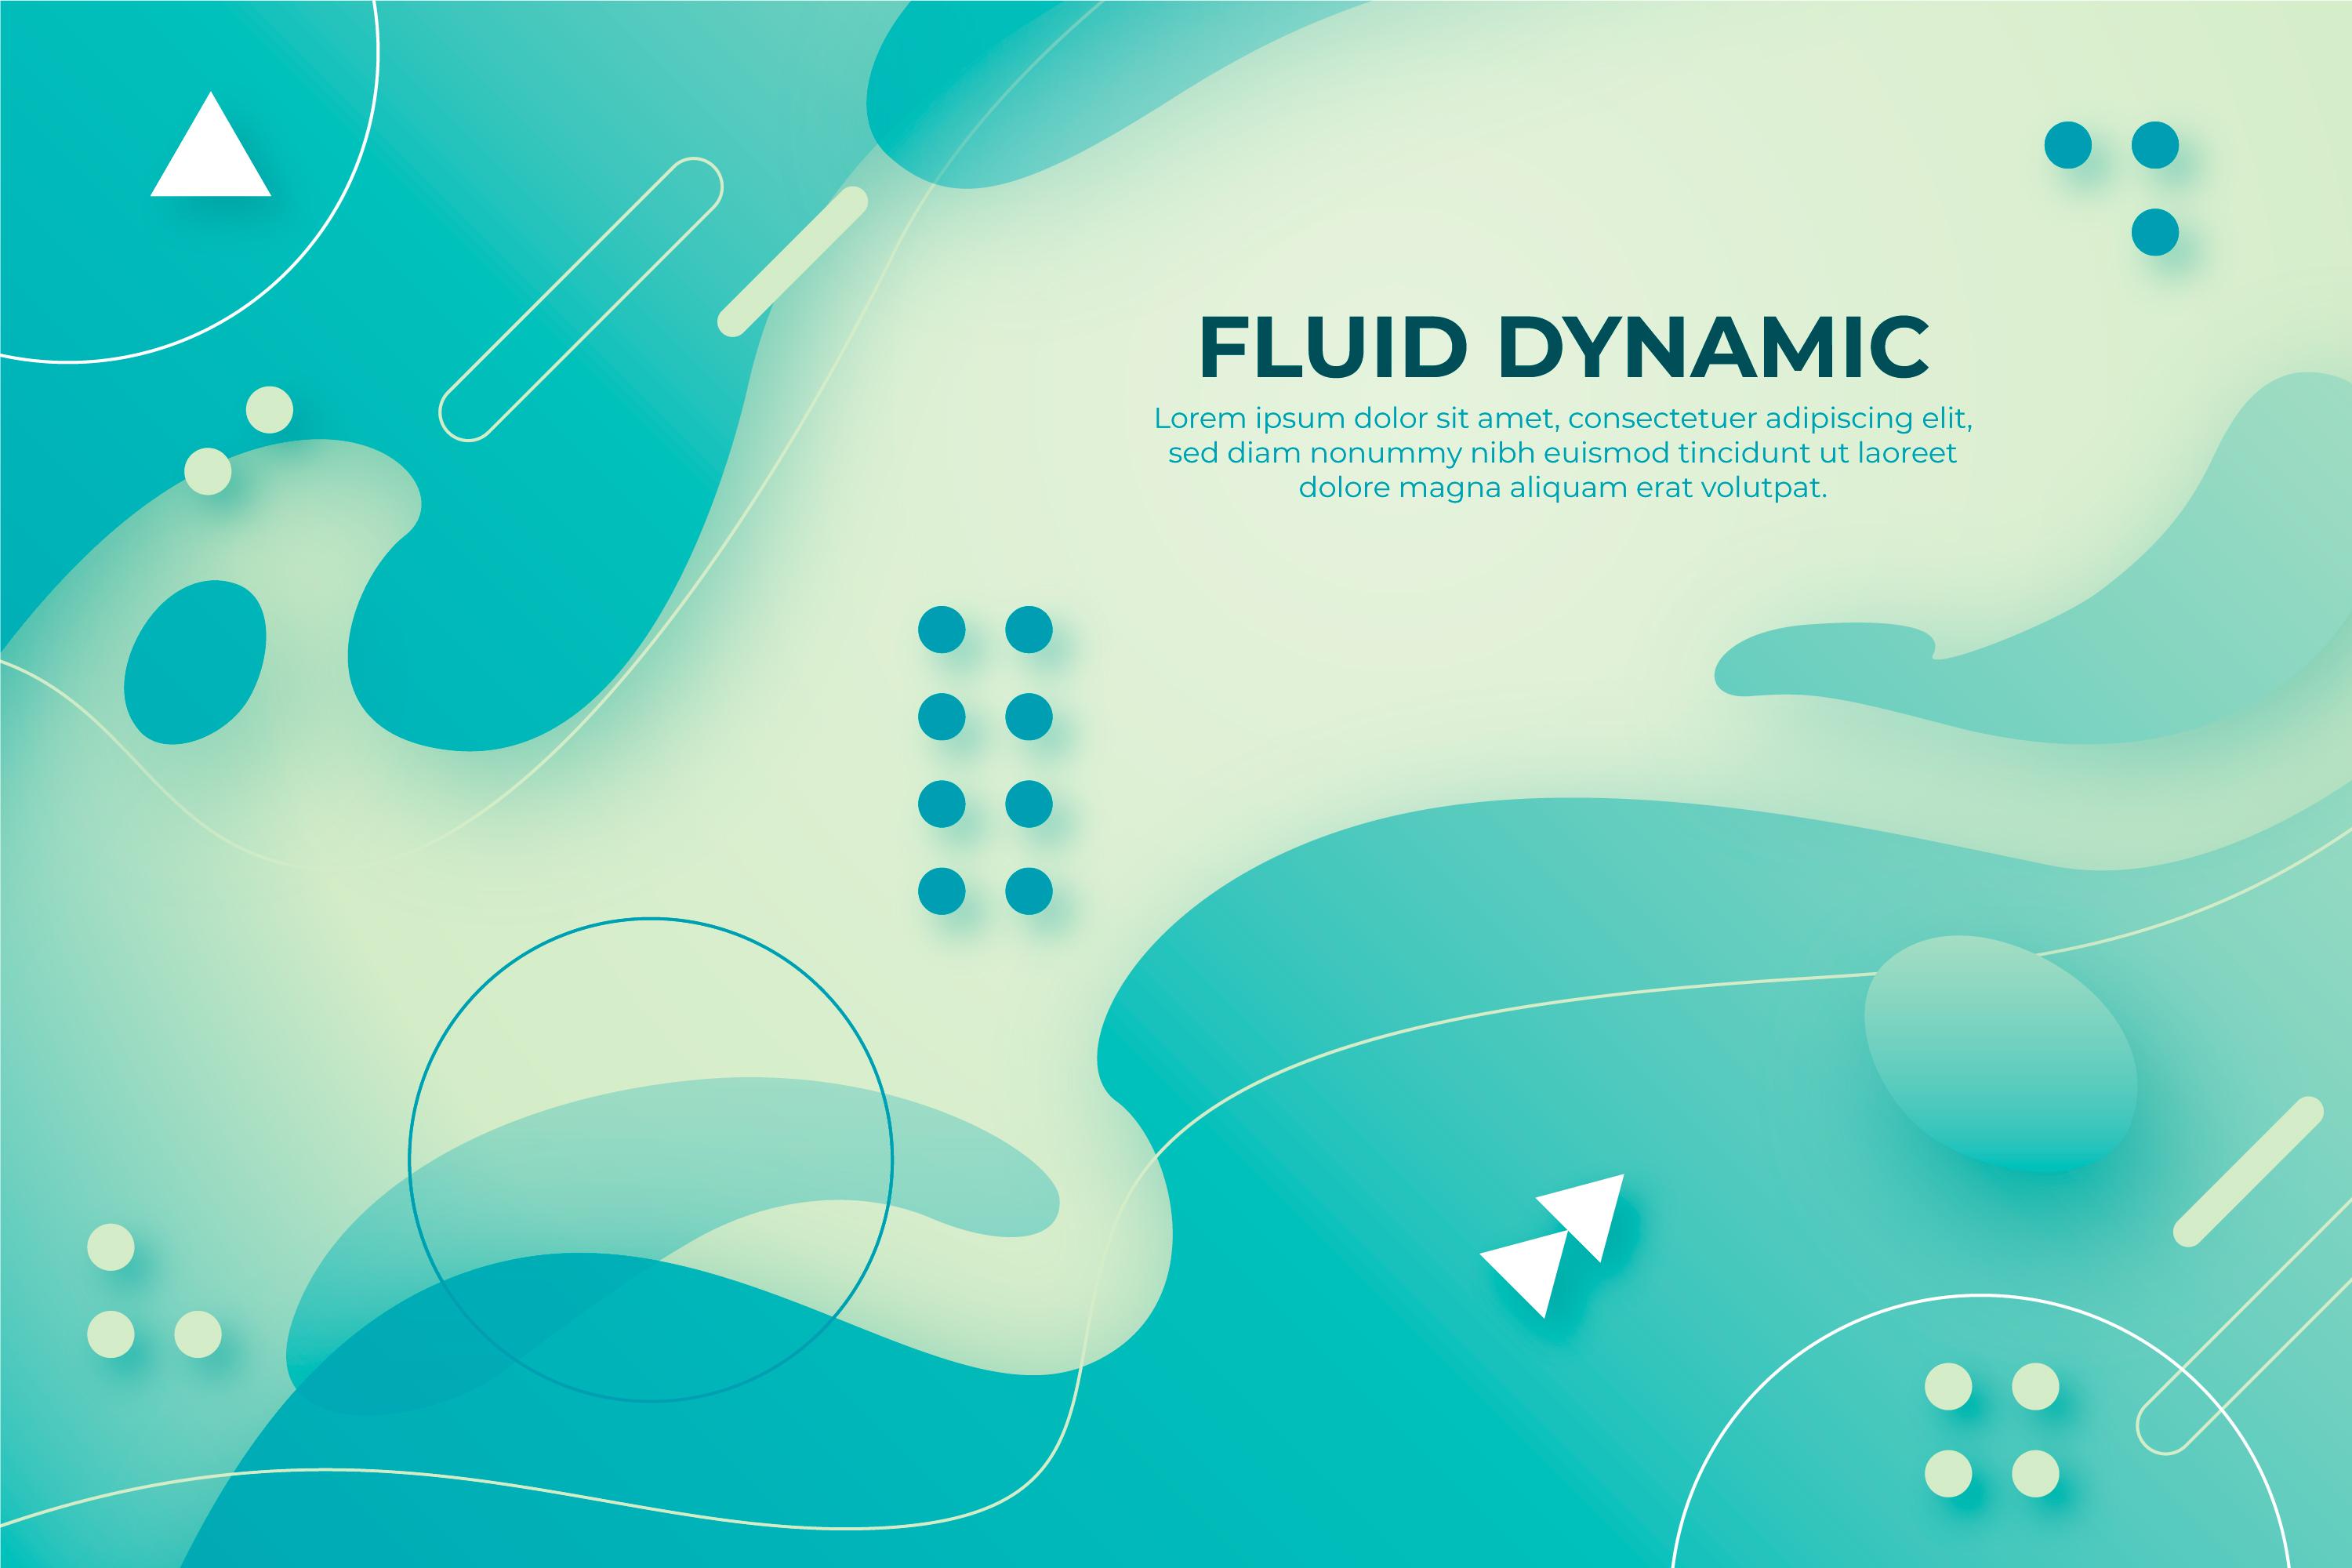 FLUID DYNAMIC
Lorem ipsum dolor sit amet, consectetuer adipiscing elit,
sed diam nonummy nibh euismod tincidunt ut laoreet
dolore magna aliquam erat volutpat.